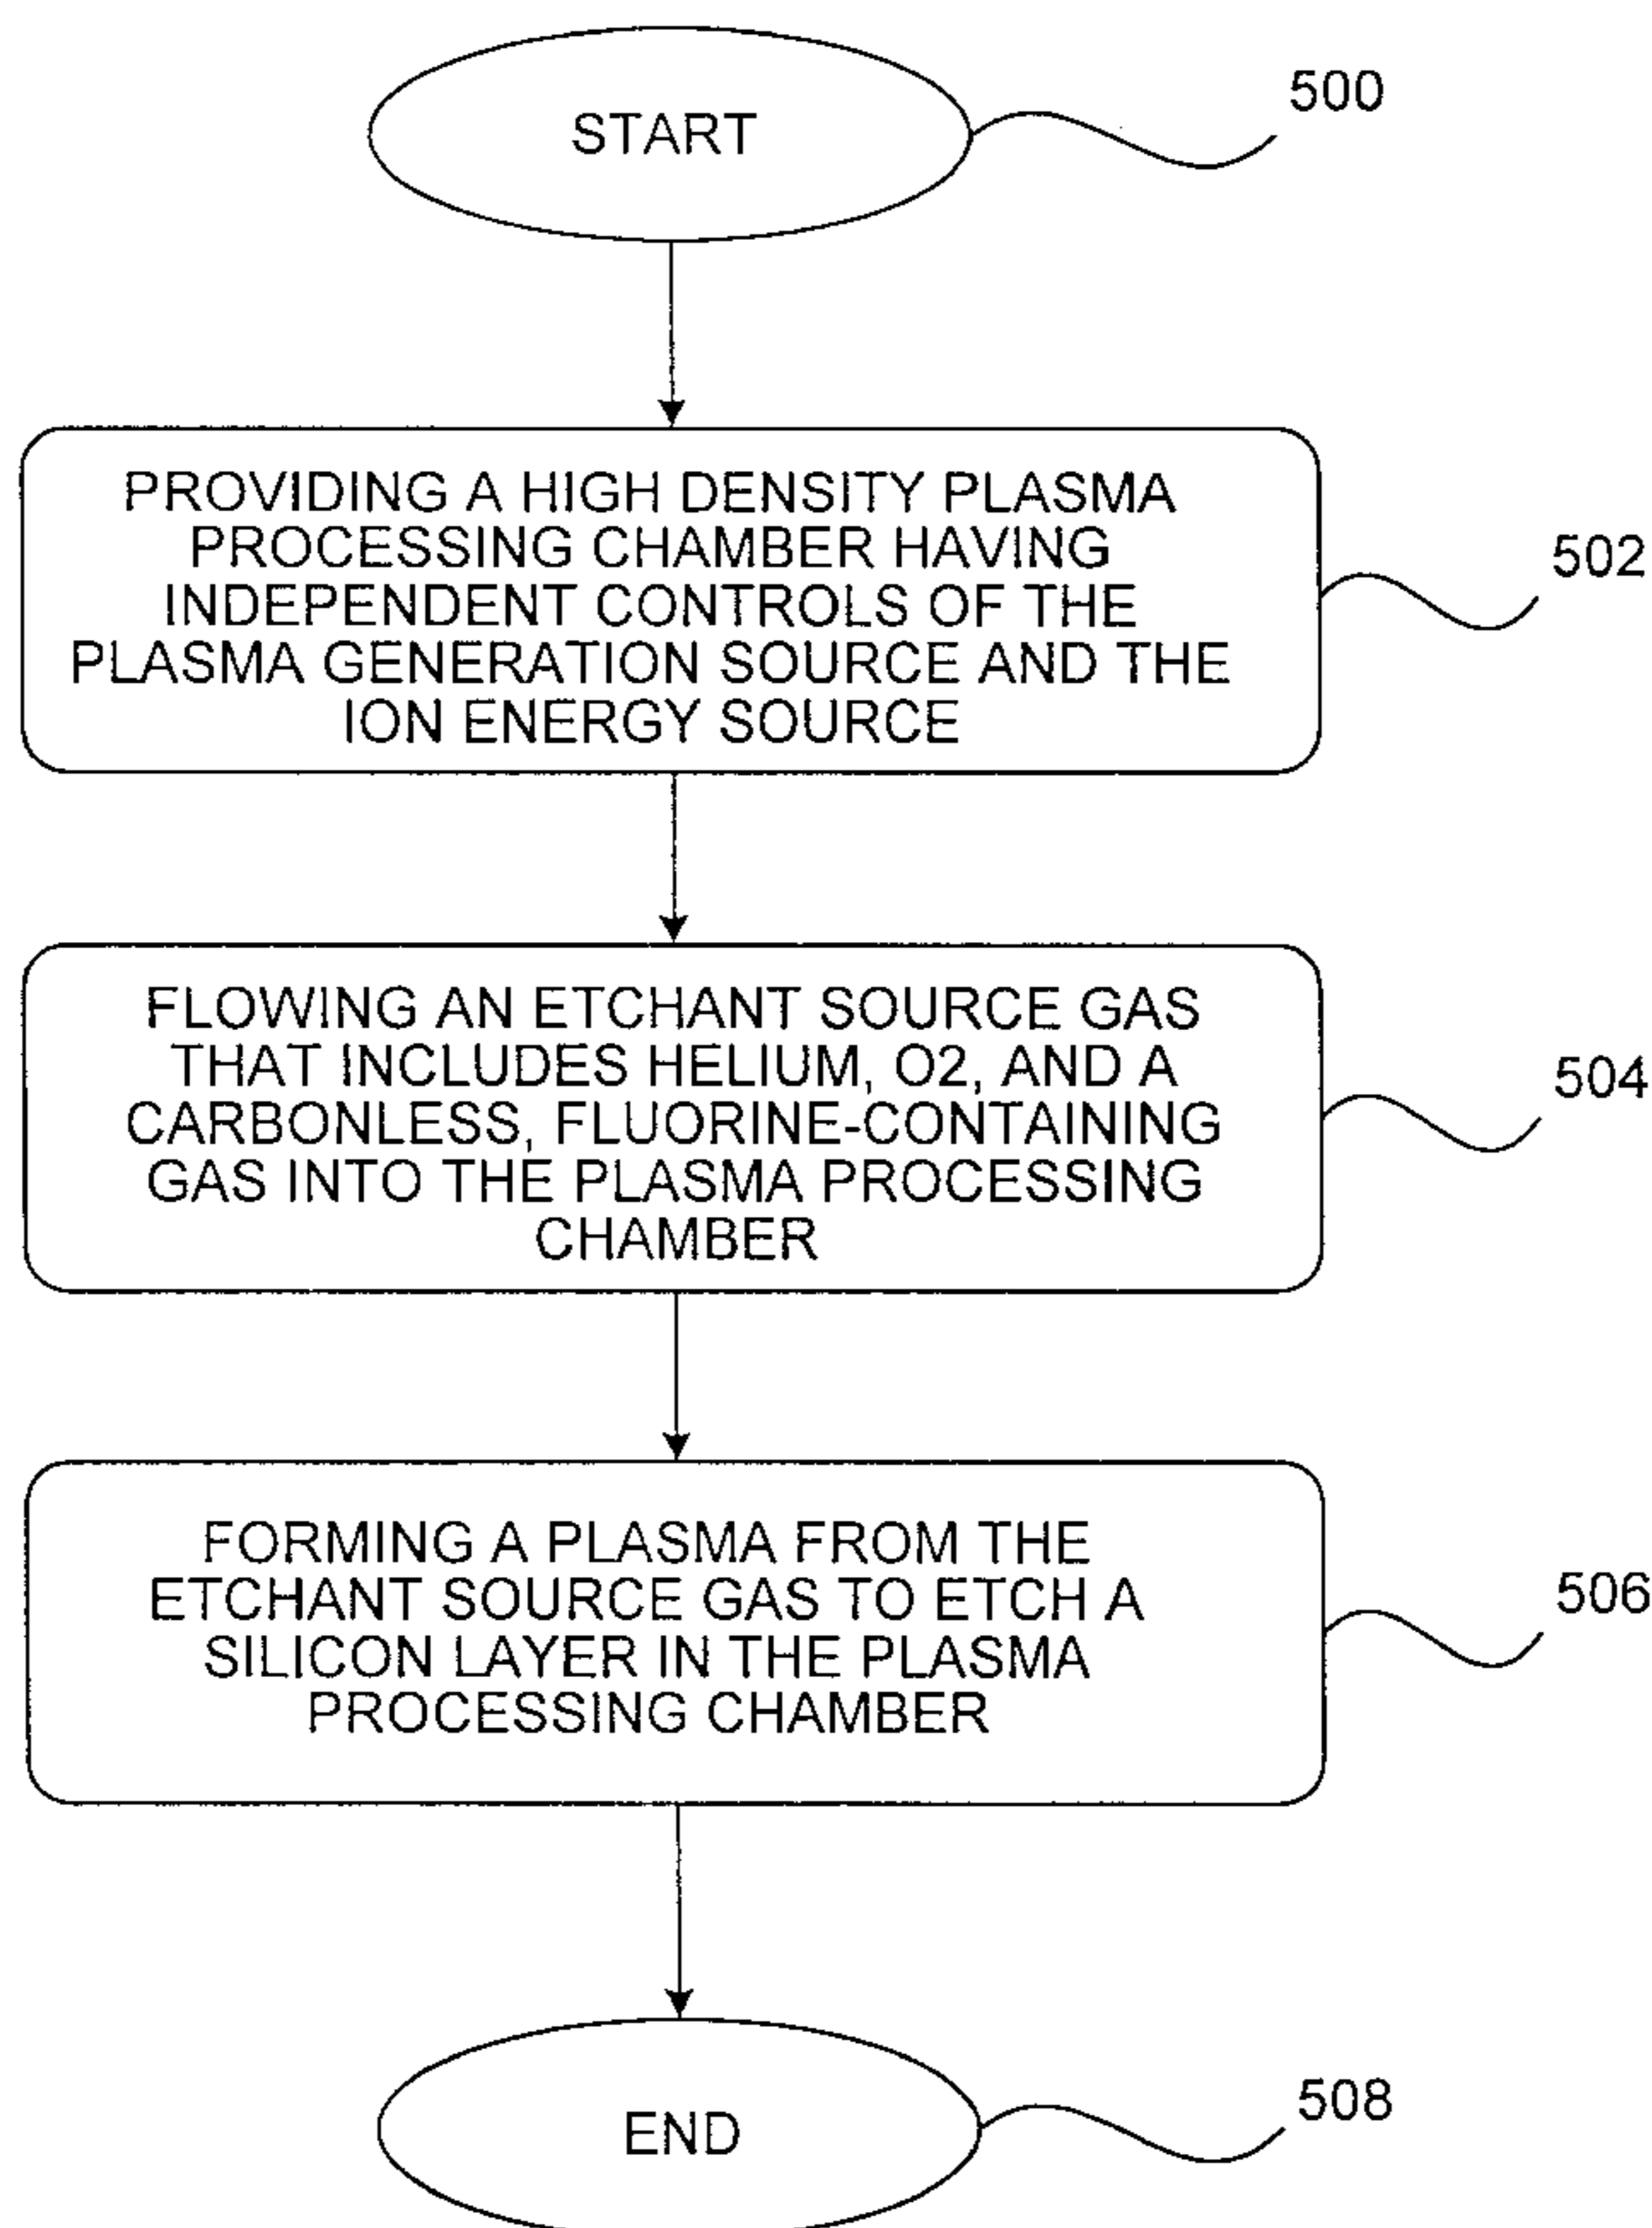 START
500
PROVIDING A HIGH DENSITY PLASMA
PROCESSING CHAMBER HAVING
INDEPENDENT CONTROLS OF THE
PLASMA GENERATION SOURCE AND THE
ION ENERGY SOURCE
502
FLOWING AN ETCHANT SOURCE GAS
THAT INCLUDES HELIUM, O2, AND A
CARBONLESS, FLUORINE-CONTAINING
GAS INTO THE PLASMA PROCESSING
CHAMBER
504
FORMING A PLASMA FROM THE
ETCHANT SOURCE GAS TO ETCH A
SILICON LAYER IN THE PLASMA
PROCESSING CHAMBER
506
END
508